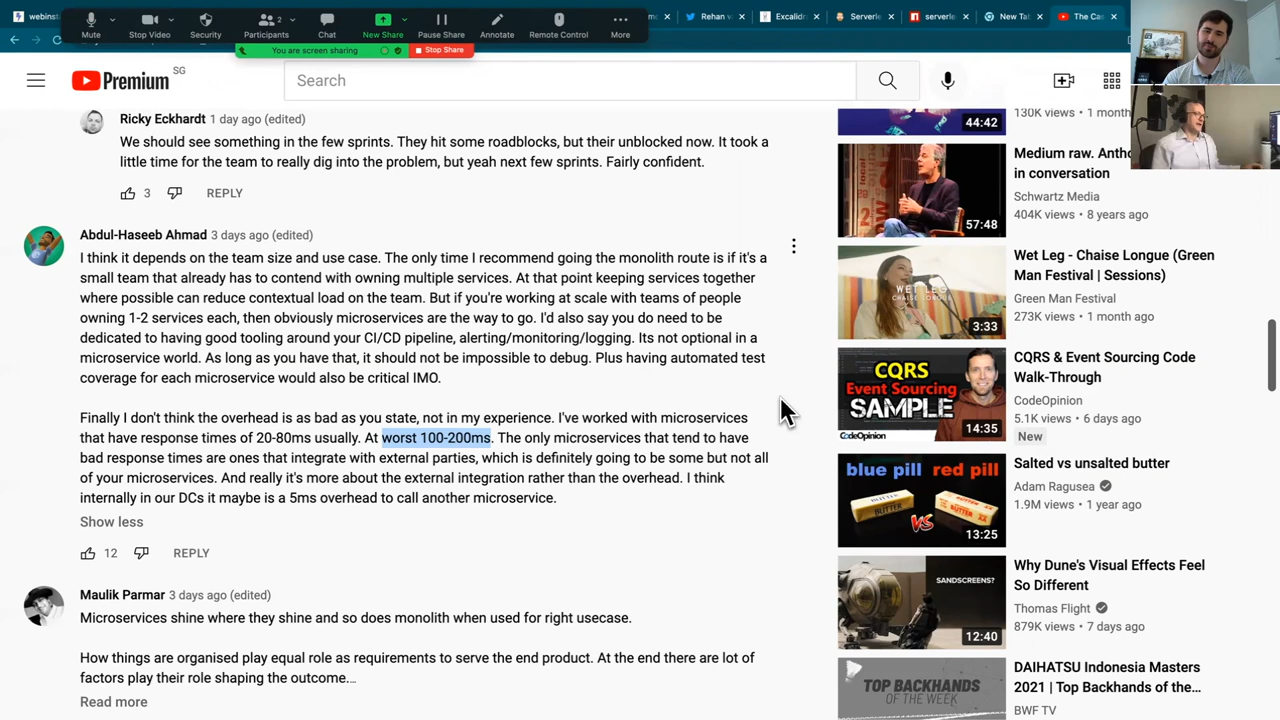 webinst
Rehan v
Excalidr
Serverle
serverle
New Tab
The Cas
Mute
Stop Video
Security
Participants
2
Chat
New Share
Pause Share
Annotate
Remote Control
More
You are screen sharing
Stop Share
Premium
SG
Search
Ricky Eckhardt 1 day ago (edited)
We should see something in the few sprints. They hit some roadblocks, but their unblocked now. It took a
little time for the team to really dig into the problem, but yeah next few sprints. Fairly confident.
3
REPLY
Abdul-Haseeb Ahmad 3 days ago (edited)
I think it depends on the team size and use case. The only time I recommend going the monolith route is if it's a
small team that already has to contend with owning multiple services. At that point keeping services together
where possible can reduce contextual load on the team. But if you're working at scale with teams of people
owning 1-2 services each, then obviously microservices are the way to go. I'd also say you do need to be
dedicated to having good tooling around your CI/CD pipeline, alerting/monitoring/logging. Its not optional in a
microservice world. As long as you have that, it should not be impossible to debug. Plus having automated test
coverage for each microservice would also be critical IMO.
Finally I don't think the overhead is as bad as you state, not in my experience. I've worked with microservices
that have response times of 20-80ms usually. At worst 100-200ms. The only microservices that tend to have
bad response times are ones that integrate with external parties, which is definitely going to be some but not all
of your microservices. And really it's more about the external integration rather than the overhead. I think
internally in our DCs it maybe is a 5ms overhead to call another microservice.
Show less
12
REPLY
Maulik Parmar 3 days ago (edited)
Microservices shine where they shine and so does monolith when used for right usecase.
How things are organised play equal role as requirements to serve the end product. At the end there are lot of
factors play their role shaping the outcome...
Read more
44:42
130K views • 1 month
57:48
Medium raw. Antho
in conversation
Schwartz Media
404K views • 8 years ago
WET LEG
CHAISE LONGUE
3:33
Wet Leg - Chaise Longue (Green
Man Festival | Sessions)
Green Man Festival
273K views • 1 month ago
CQRS
Event Sourcing
SAMPLE
CodeOpinion
14:35
CQRS & Event Sourcing Code
Walk-Through
CodeOpinion
5.1K views • 6 days ago
New
blue pill red pill
BUTTER
VS
BUTTER
13:25
Salted vs unsalted butter
Adam Ragusea
1.9M views • 1 year ago
SANDSCREENS?
12:40
Why Dune's Visual Effects Feel
So Different
Thomas Flight
879K views • 7 days ago
TOP BACKHANDS
OF THE WEEK
DAIHATSU Indonesia Masters
2021 | Top Backhands of the...
BWF TV